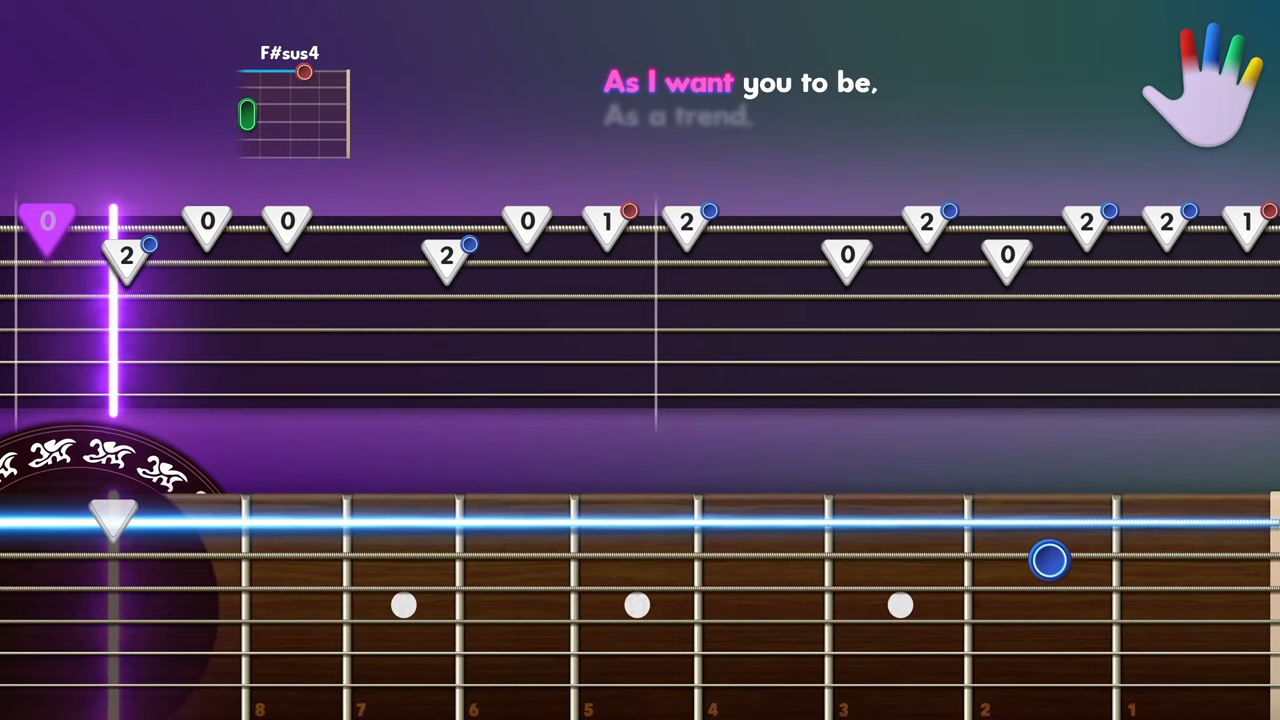 F#sus4
As I want you to be,
As a trend.
0 0 0 0 1 2 2 2 2 1
2 2 0 0
8 7 6 5 4 3 2 1